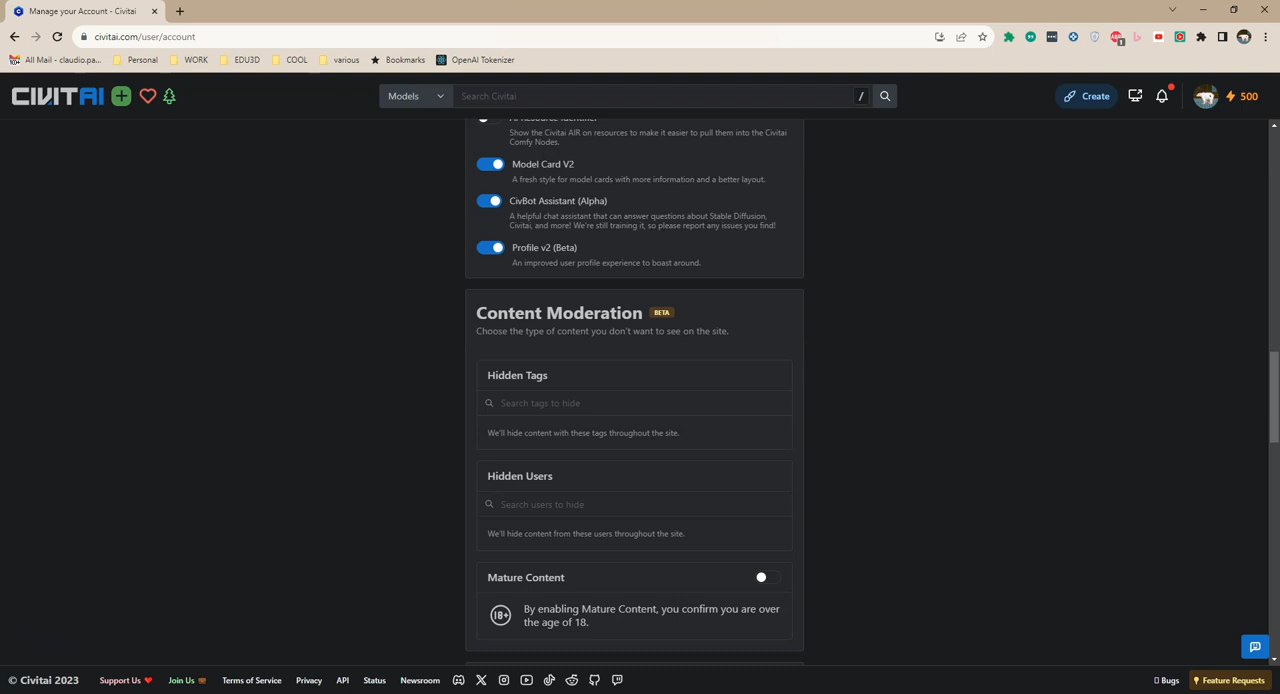 Manage your Account - Civitai
civitai.com/user/account
1
All Mail - claudio.pa...
Personal
WORK
EDU3D
COOL
various
Bookmarks
OpenAI Tokenizer
CIVITAI
Models
Search Civitai
/
Create
500
AI Resource Identifier
Show the Civitai AIR on resources to make it easier to pull them into the Civitai
Comfy Nodes.
Model Card V2
A fresh style for model cards with more information and a better layout.
CivBot Assistant (Alpha)
A helpful chat assistant that can answer questions about Stable Diffusion,
Civitai, and more! We're still training it, so please report any issues you find!
Profile v2 (Beta)
An improved user profile experience to boast around.
Content Moderation BETA
Choose the type of content you don't want to see on the site.
Hidden Tags
Search tags to hide
We'll hide content with these tags throughout the site.
Hidden Users
Search users to hide
We'll hide content from these users throughout the site.
Mature Content
18+
By enabling Mature Content, you confirm you are over
the age of 18.
© Civitai 2023
Support Us
Join Us
Terms of Service
Privacy
API
Status
Newsroom
Bugs
Feature Requests